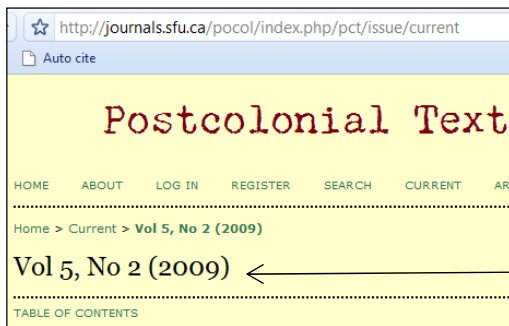 http://journals.sfu.ca/pocol/index.php/pct/issue/current
Auto cite
Postcolonial Text
HOME ABOUT LOG IN REGISTER SEARCH CURRENT AR
Home > Current > Vol 5, No 2 (2009)
Vol 5, No 2 (2009)
TABLE OF CONTENTS